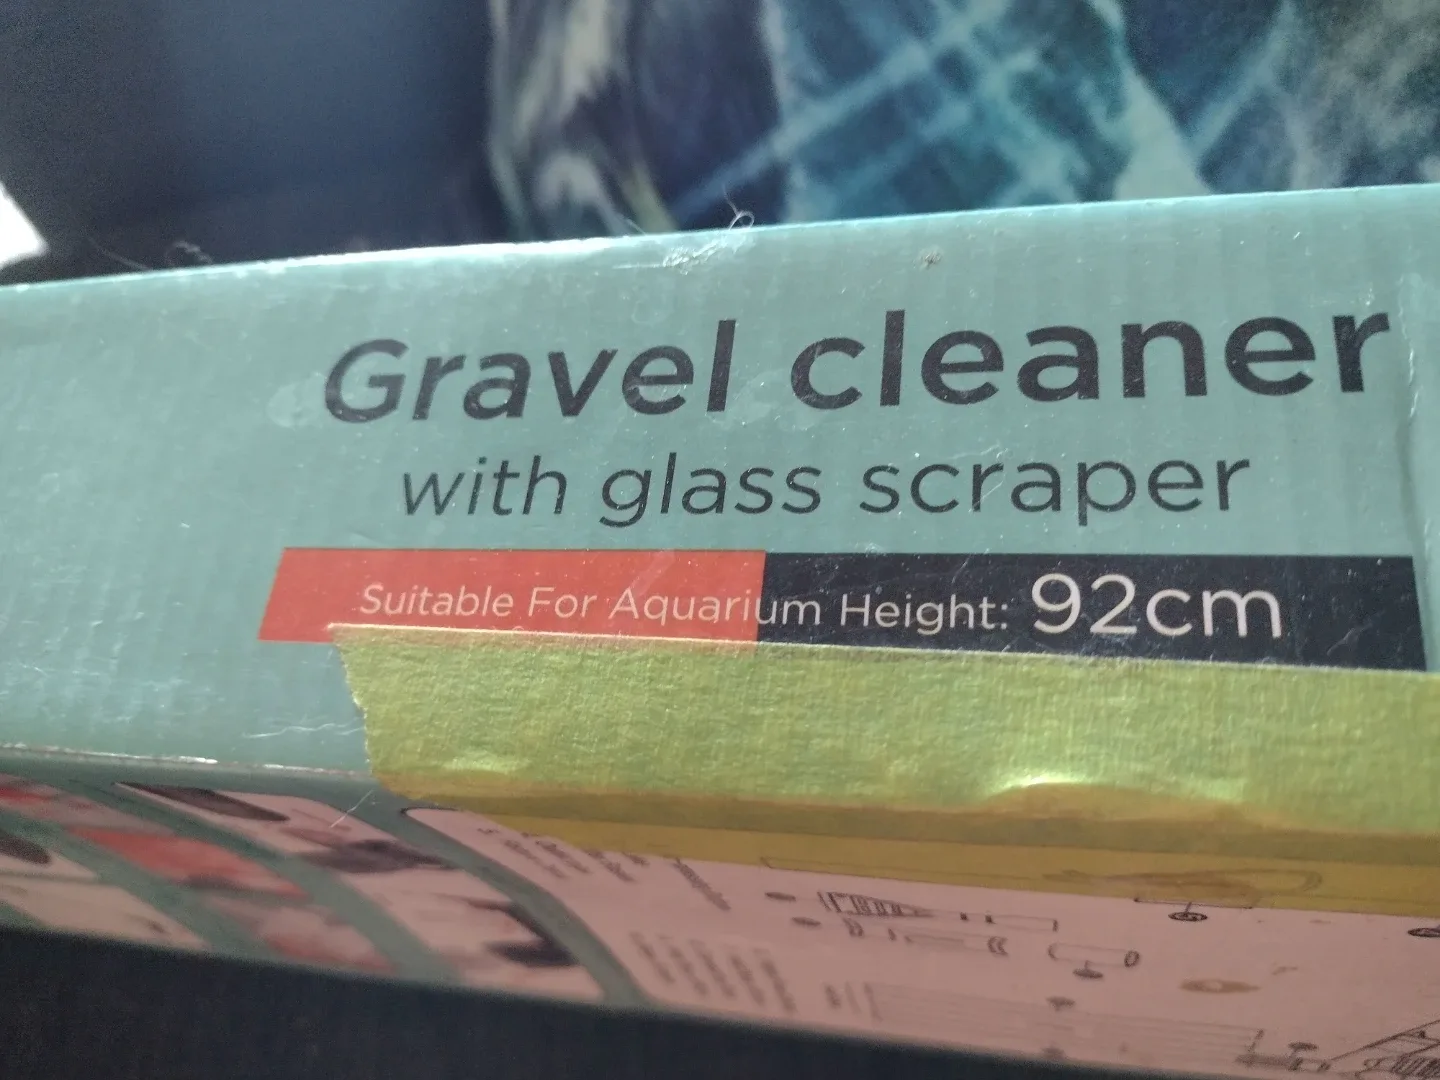 Gravel cleaner
with glass scraper
Suitable For Aquarium Height: 92cm